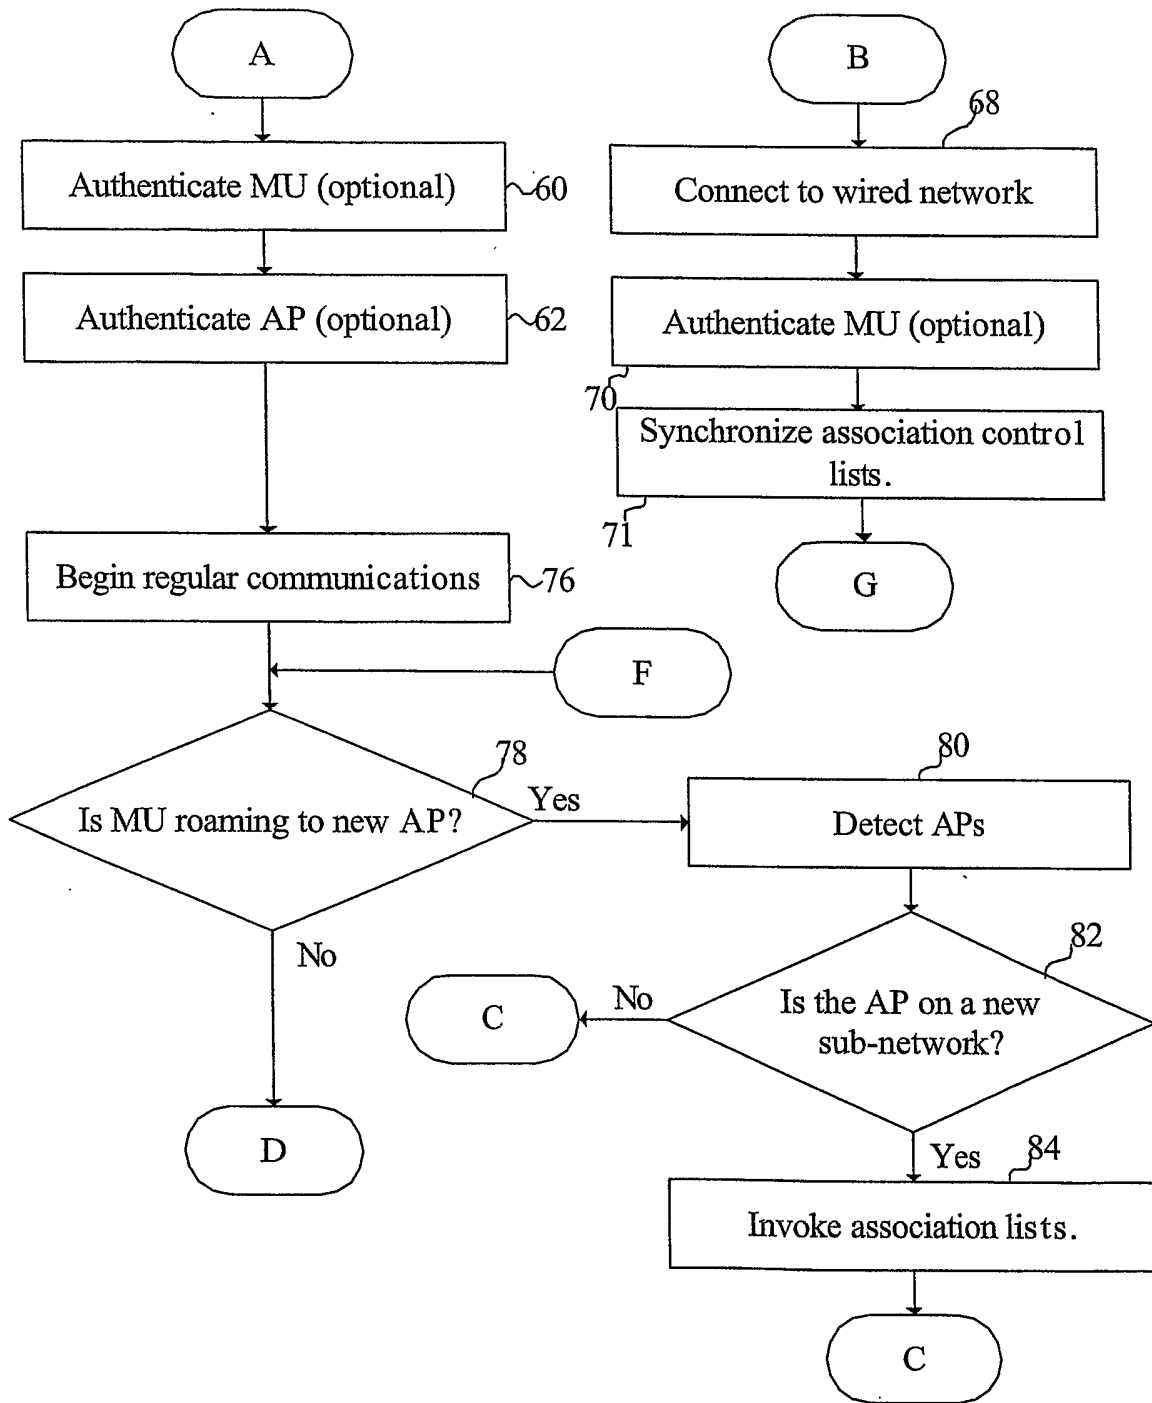 A
Authenticate MU (optional)
60
Authenticate AP (optional)
62
Begin regular communications
76
F
Is MU roaming to new AP?
78
Yes
No
D
B
68
Connect to wired network
Authenticate MU (optional)
70
Synchronize association control
lists.
71
G
80
Detect APs
82
Is the AP on a new
sub-network?
No
C
Yes
84
Invoke association lists.
C